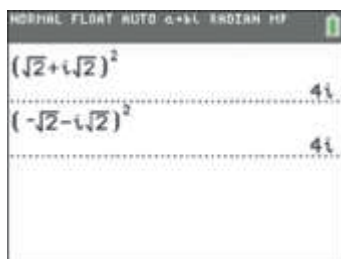 NORMAL FLOAT AUTO a+bi RADIAN MP
(√2+i√2)²
4i
(-√2-i√2)²
4i